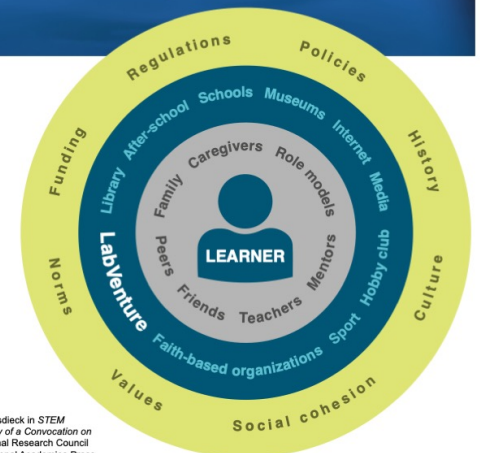 Regulations
Policies
History
Culture
Social cohesion
Values
Norms
Funding
Library
After-school
Schools
Museums
Internet
Media
Hobby club
Sport
Faith-based organizations
LabVenture
Family
Caregivers
Role models
Mentors
Teachers
Friends
Peers
LEARNER
sdieck in STEM
y of a Convocation on
al Research Council